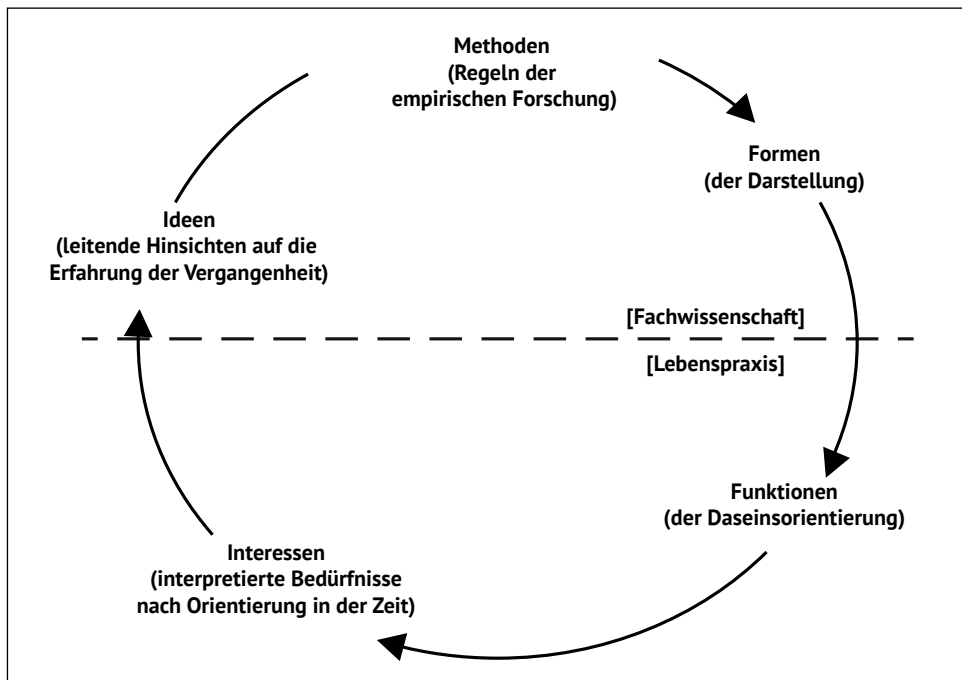 Methoden
(Regeln der
empirischen Forschung)
Formen
(der Darstellung)
Ideen
(leitende Hinsichten auf die
Erfahrung der Vergangenheit)
[Fachwissenschaft]
[Lebenspraxis]
Funktionen
(der Daseinsorientierung)
Interessen
(interpretierte Bedürfnisse
nach Orientierung in der Zeit)